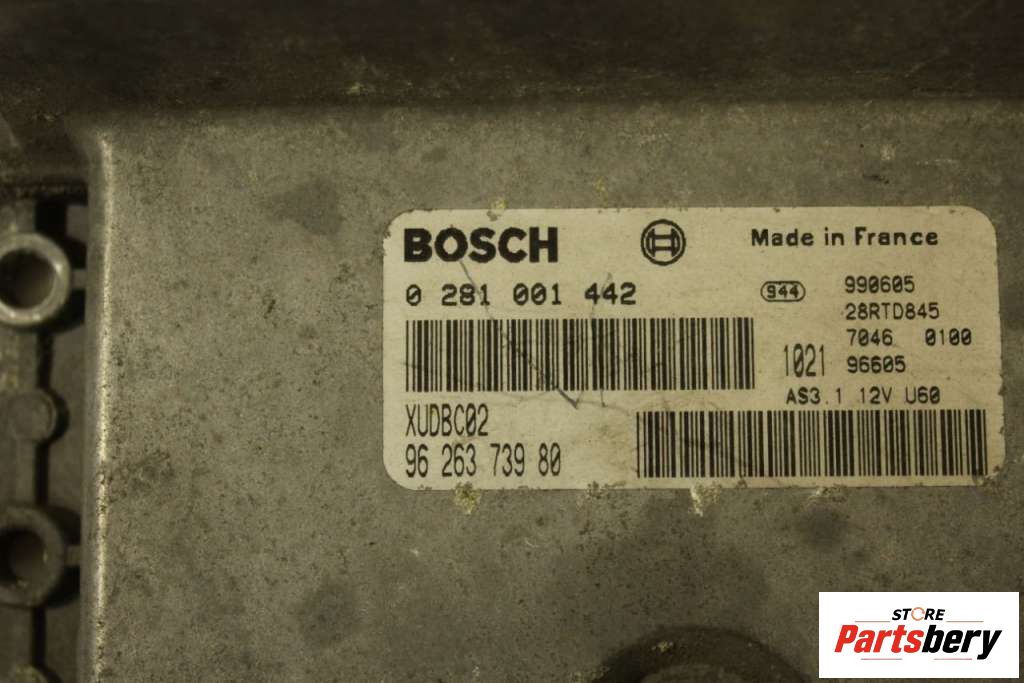 BOSCH
Made in France
0 281 001 442
944 990605
28RTD845
7046 0100
1021 96605
AS3.1 12V U60
XUDBC02
96 263 739 80
STORE
Partsbery